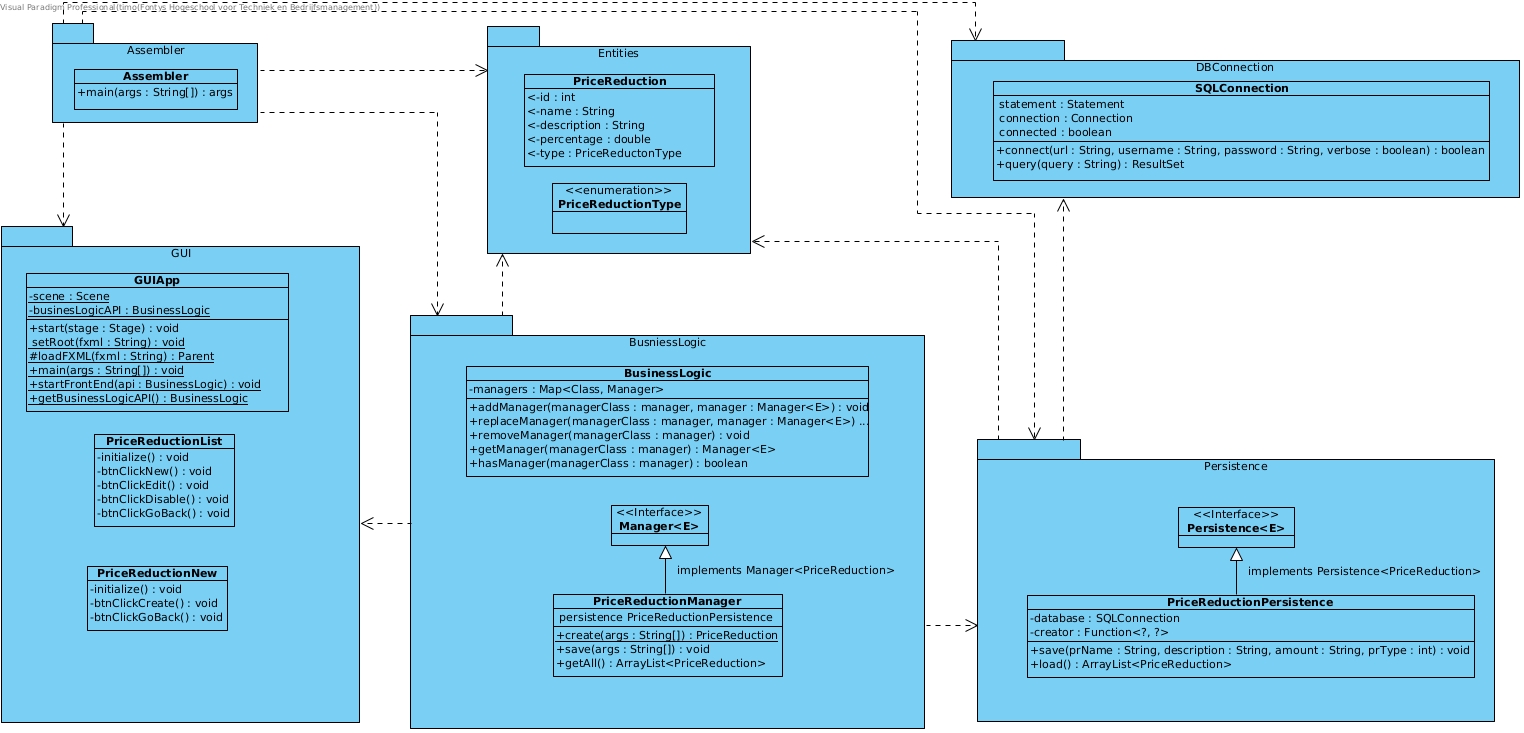 Visual Paradigm Professional(timo(Fontys Hogeschool voor Techniek en Bedrijfsmanagement))
Assembler
Assembler
+main(args : String[]) : args
Entities
PriceReduction
<-id : int
<-name : String
<-description : String
<-percentage : double
<-type : PriceReductonType
<<enumeration>>
PriceReductionType
DBConnection
SQLConnection
statement : Statement
connection : Connection
connected : boolean
+connect(url : String, username : String, password : String, verbose : boolean) : boolean
+query(query : String) : ResultSet
GUI
GUIApp
-scene : Scene
-businesLogicAPI : BusinessLogic
+start(stage : Stage) : void
setRoot(fxml : String) : void
#loadFXML(fxml : String) : Parent
+main(args : String[]) : void
+startFrontEnd(api : BusinessLogic) : void
+getBusinessLogicAPI() : BusinessLogic
PriceReductionList
-initialize() : void
-btnClickNew() : void
-btnClickEdit() : void
-btnClickDisable() : void
-btnClickGoBack() : void
PriceReductionNew
-initialize() : void
-btnClickCreate() : void
-btnClickGoBack() : void
BusniessLogic
BusinessLogic
-managers : Map<Class, Manager>
+addManager(managerClass : manager, manager : Manager<E>) : void
+replaceManager(managerClass : manager, manager : Manager<E>) ...
+removeManager(managerClass : manager) : void
+getManager(managerClass : manager) : Manager<E>
+hasManager(managerClass : manager) : boolean
<<Interface>>
Manager<E>
implements Manager<PriceReduction>
PriceReductionManager
persistence PriceReductionPersistence
+create(args : String[]) : PriceReduction
+save(args : String[]) : void
+getAll() : ArrayList<PriceReduction>
Persistence
<<Interface>>
Persistence<E>
implements Persistence<PriceReduction>
PriceReductionPersistence
-database : SQLConnection
-creator : Function<?, ?>
+save(prName : String, description : String, amount : String, prType : int) : void
+load() : ArrayList<PriceReduction>